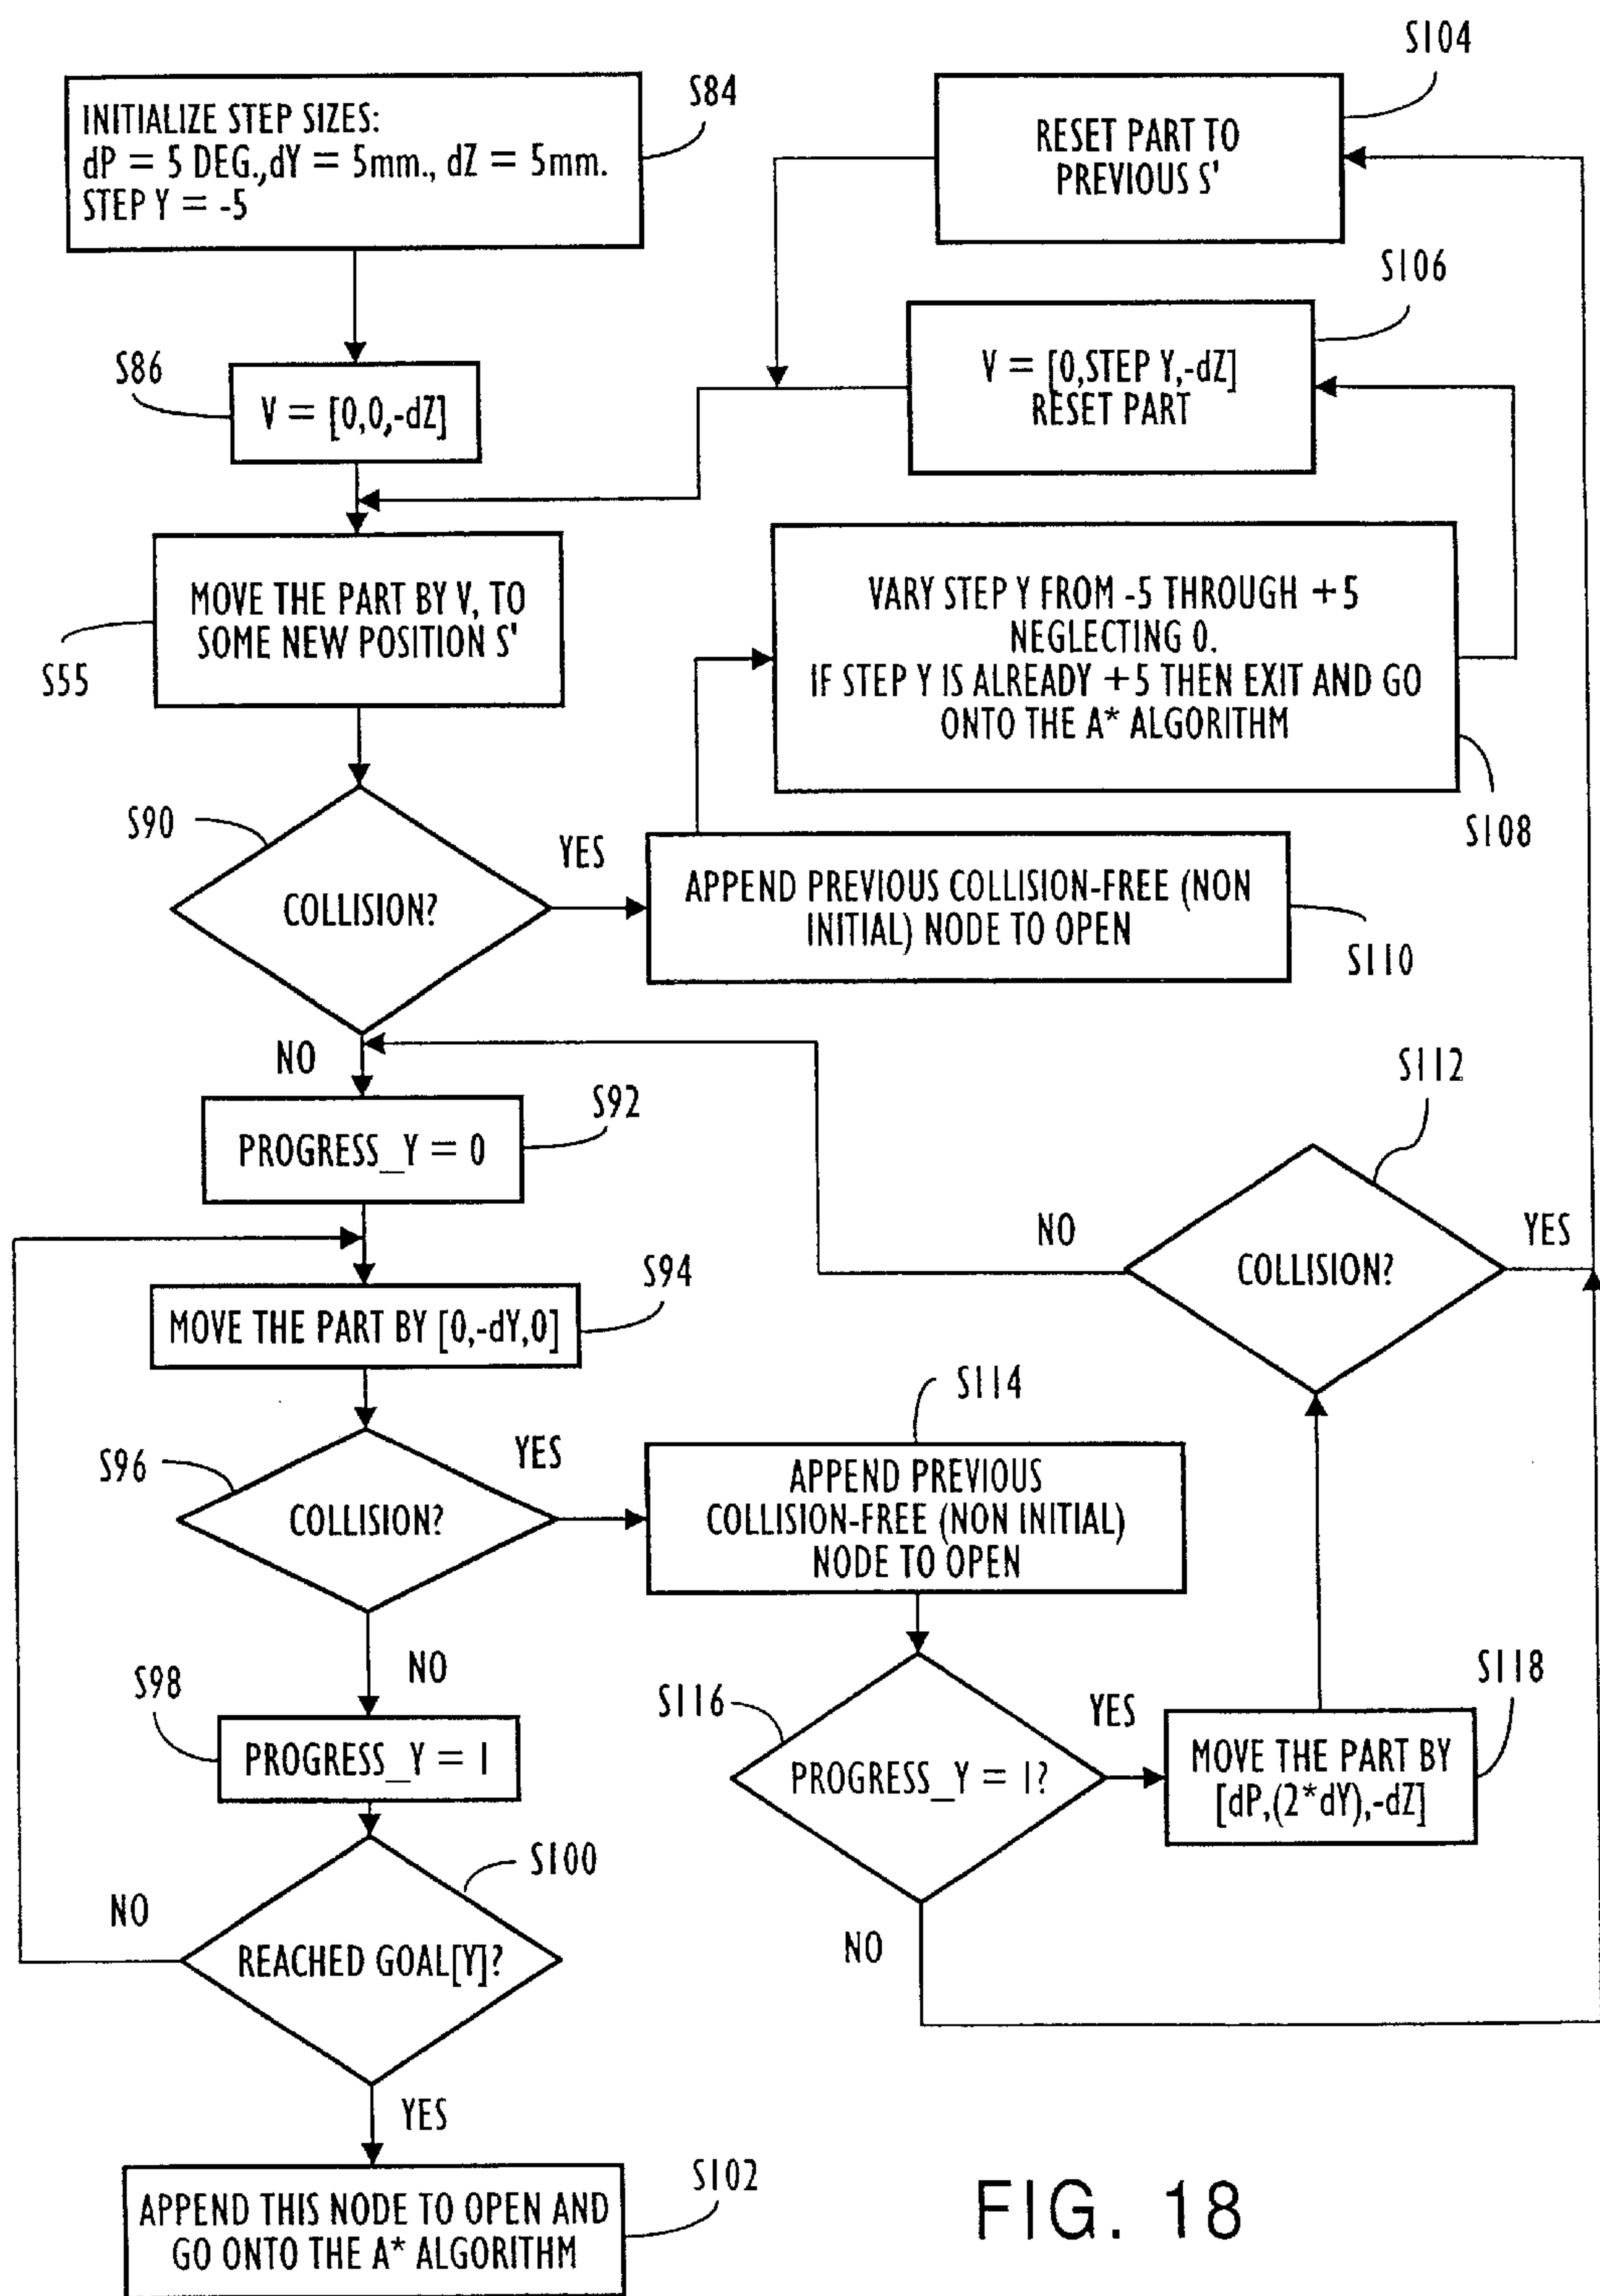 S84
INITIALIZE STEP SIZES:
dP = 5 DEG.,dY = 5mm., dZ = 5mm.
STEP Y = -5
S104
RESET PART TO
PREVIOUS S'
S106
V = [0,STEP Y,-dZ]
RESET PART
S86
V = [0,0,-dZ]
MOVE THE PART BY V, TO
SOME NEW POSITION S'
S55
VARY STEP Y FROM -5 THROUGH +5
NEGLECTING 0.
IF STEP Y IS ALREADY +5 THEN EXIT AND GO
ONTO THE A* ALGORITHM
S108
S90
COLLISION?
YES
APPEND PREVIOUS COLLISION-FREE (NON
INITIAL) NODE TO OPEN
S110
NO
S92
PROGRESS_Y = 0
S112
COLLISION?
NO
YES
S94
MOVE THE PART BY [0,-dY,0]
S96
COLLISION?
YES
S114
APPEND PREVIOUS
COLLISION-FREE (NON INITIAL)
NODE TO OPEN
NO
S98
PROGRESS_Y = 1
S116
PROGRESS_Y = 1?
YES
S118
MOVE THE PART BY
[dP,(2*dY),-dZ]
NO
S100
REACHED GOAL[Y]?
NO
YES
S102
APPEND THIS NODE TO OPEN AND
GO ONTO THE A* ALGORITHM
FIG. 18